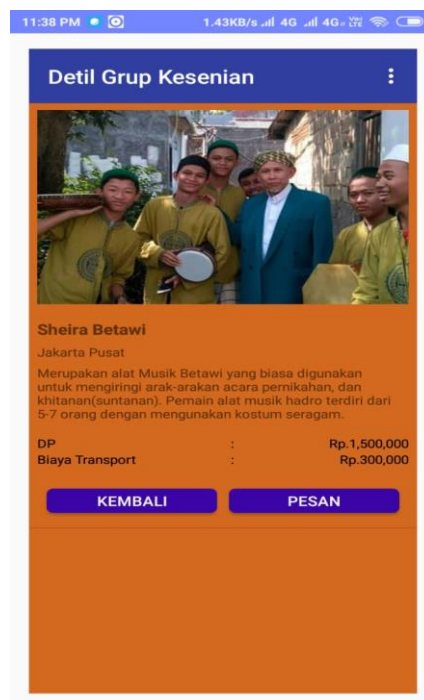 11:38 PM 1.43KB/s 4G 4G
Detil Grup Kesenian
Sheira Betawi
Jakarta Pusat
Merupakan alat Musik Betawi yang biasa digunakan
untuk mengiringi arak-arakan acara pernikahan, dan
khitanan(suntanan). Pemain alat musik hadro terdiri dari
5-7 orang dengan mengunakan kostum seragam.
DP : Rp.1,500,000
Biaya Transport : Rp.300,000
KEMBALI PESAN